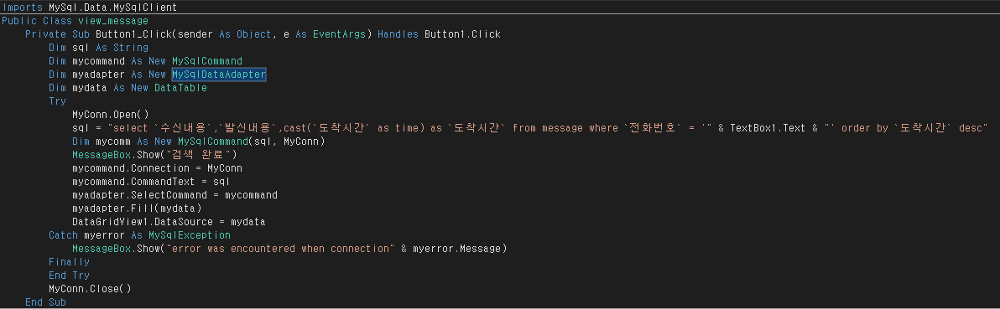 Imports MySql.Data.MySqlClient
Public Class view_message
Private Sub Button1_Click(sender As Object, e As EventArgs) Handles Button1.Click
Dim sql As String
Dim mycommand As New MySqlCommand
Dim myadapter As New MySqlDataAdapter
Dim mydata As New DataTable
Try
MyConn.Open()
sql = "select `수신내용`,`발신내용`,cast(`도착시간` as time) as `도착시간` from message where `전화번호` = '" & TextBox1.Text & "' order by `도착시간` desc"
Dim mycomm As New MySqlCommand(sql, MyConn)
MessageBox.Show("검색 완료")
mycommand.Connection = MyConn
mycommand.CommandText = sql
myadapter.SelectCommand = mycommand
myadapter.Fill(mydata)
DataGridView1.DataSource = mydata
Catch myerror As MySqlException
MessageBox.Show("error was encountered when connection" & myerror.Message)
Finally
End Try
MyConn.Close()
End Sub